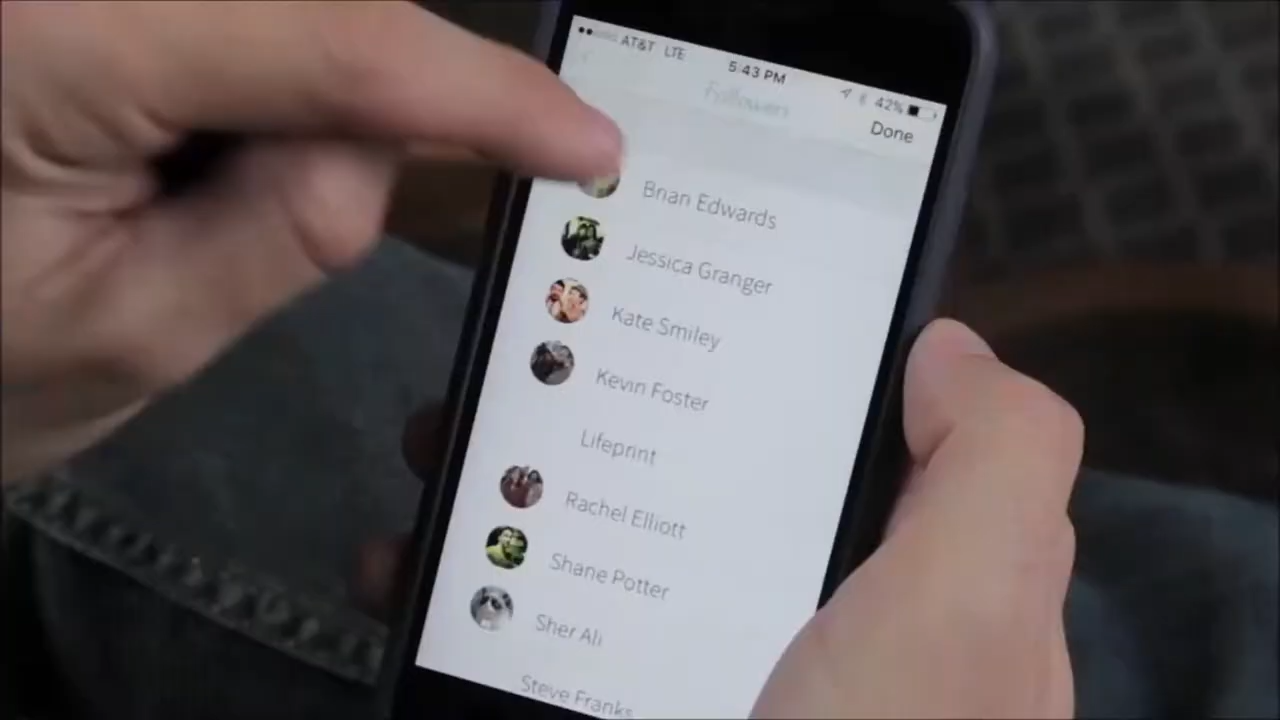 AT&T LTE 5:43 PM 42%
Followers
Done
Brian Edwards
Jessica Granger
Kate Smiley
Kevin Foster
Lifeprint
Rachel Elliott
Shane Potter
Sher Ali
Steve Franks